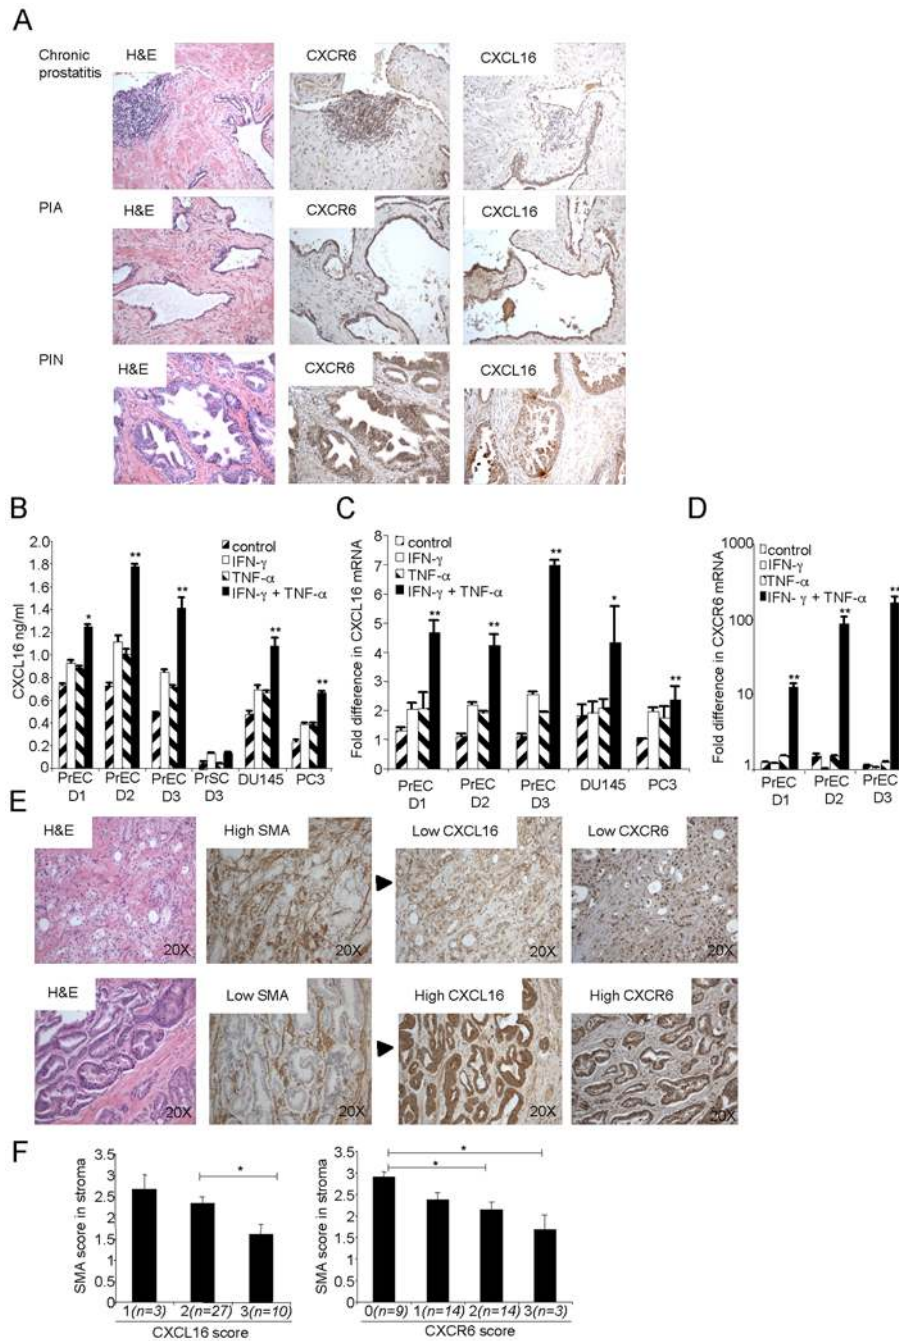 A
Chronic
prostatitis
H&E
CXCR6
CXCL16
PIA
H&E
CXCR6
CXCL16
PIN
H&E
CXCR6
CXCL16
B
CXCL16 ng/ml
2.0
1.8
1.6
1.4
1.2
1.0
0.8
0.6
0.4
0.2
0
control
IFN-γ
TNF-α
IFN-γ + TNF-α
*
**
**
**
**
PrEC D1
PrEC D2
PrEC D3
PrSC D3
DU145
PC3
C
Fold difference in CXCL16 mRNA
8
7
6
5
4
3
2
1
0
control
IFN-γ
TNF-α
IFN-γ + TNF-α
**
**
**
*
**
PrEC D1
PrEC D2
PrEC D3
DU145
PC3
D
Fold difference in CXCR6 mRNA
1000
100
10
1
control
IFN-γ
TNF-α
IFN- γ + TNF-α
**
**
**
PrEC D1
PrEC D2
PrEC D3
E
H&E
20X
High SMA
20X
Low CXCL16
20X
Low CXCR6
20X
H&E
20X
Low SMA
20X
High CXCL16
20X
High CXCR6
20X
F
SMA score in stroma
3.5
3
2.5
2
1.5
1
0.5
0
*
1(n=3) 2(n=27) 3(n=10)
CXCL16 score
SMA score in stroma
3.5
3
2.5
2
1.5
1
0.5
0
*
*
0(n=9) 1(n=14) 2(n=14) 3(n=3)
CXCR6 score